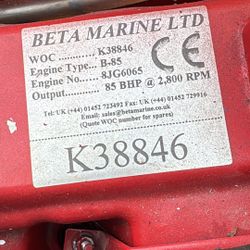 BETA MARINE LTD
WOC : K38846
Engine Type : B-85
Engine No. : 8JG6065
Output : 85 BHP @ 2,800 RPM
CE
Tel: UK (+44) 01452 723492 Fax: UK (+44) 01452 729916
Email: sales@betamarine.co.uk
(Quote WOC number for spares)
K38846